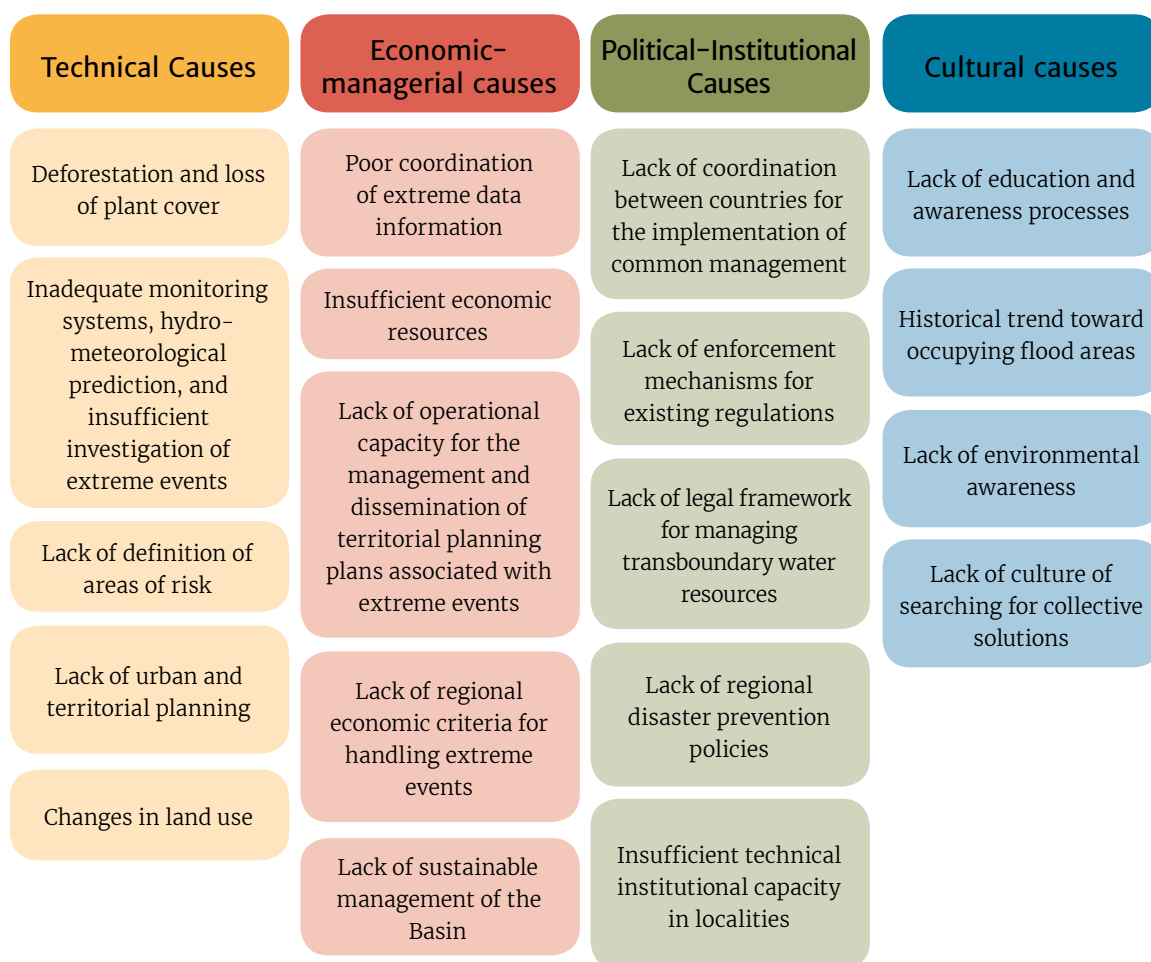 Technical Causes
Deforestation and loss
of plant cover
Inadequate monitoring
systems, hydro-
meteorological
prediction, and
insufficient
investigation of
extreme events
Lack of definition of
areas of risk
Lack of urban and
territorial planning
Changes in land use
Economic-
managerial causes
Poor coordination
of extreme data
information
Insufficient economic
resources
Lack of operational
capacity for the
management and
dissemination of
territorial planning
plans associated with
extreme events
Lack of regional
economic criteria for
handling extreme
events
Lack of sustainable
management of the
Basin
Political-Institutional
Causes
Lack of coordination
between countries for
the implementation of
common management
Lack of enforcement
mechanisms for
existing regulations
Lack of legal framework
for managing
transboundary water
resources
Lack of regional
disaster prevention
policies
Insufficient technical
institutional capacity
in localities
Cultural causes
Lack of education and
awareness processes
Historical trend toward
occupying flood areas
Lack of environmental
awareness
Lack of culture of
searching for collective
solutions